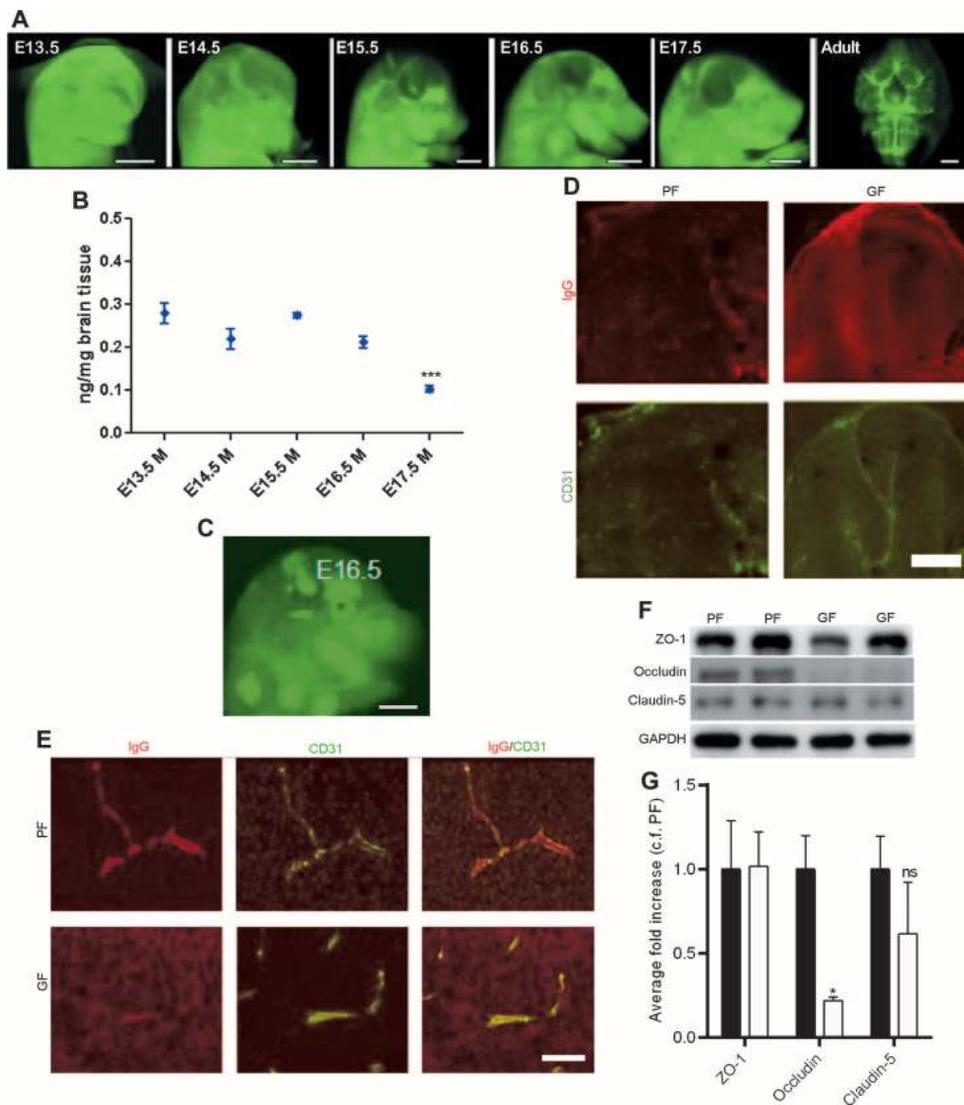 A
E13.5 E14.5 E15.5 E16.5 E17.5 Adult
B
ng/mg brain tissue
0.5
0.4
0.3
0.2
0.1
0.0
***
E13.5 M E14.5 M E15.5 M E16.5 M E17.5 M
C
E16.5
D
PF GF
IgG
CD31
E
IgG CD31 IgG/CD31
PF
GF
F
PF PF GF GF
ZO-1
Occludin
Claudin-5
GAPDH
G
Average fold increase (c.f. PF)
1.5
1.0
0.5
0.0
*
ns
ZO-1 Occludin Claudin-5